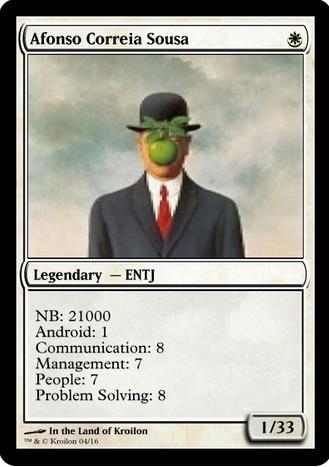 Afonso Correia Sousa
Legendary — ENTJ
NB: 21000
Android: 1
Communication: 8
Management: 7
People: 7
Problem Solving: 8
In the Land of Kroilon
™ & © Kroilon 04/16
1/33